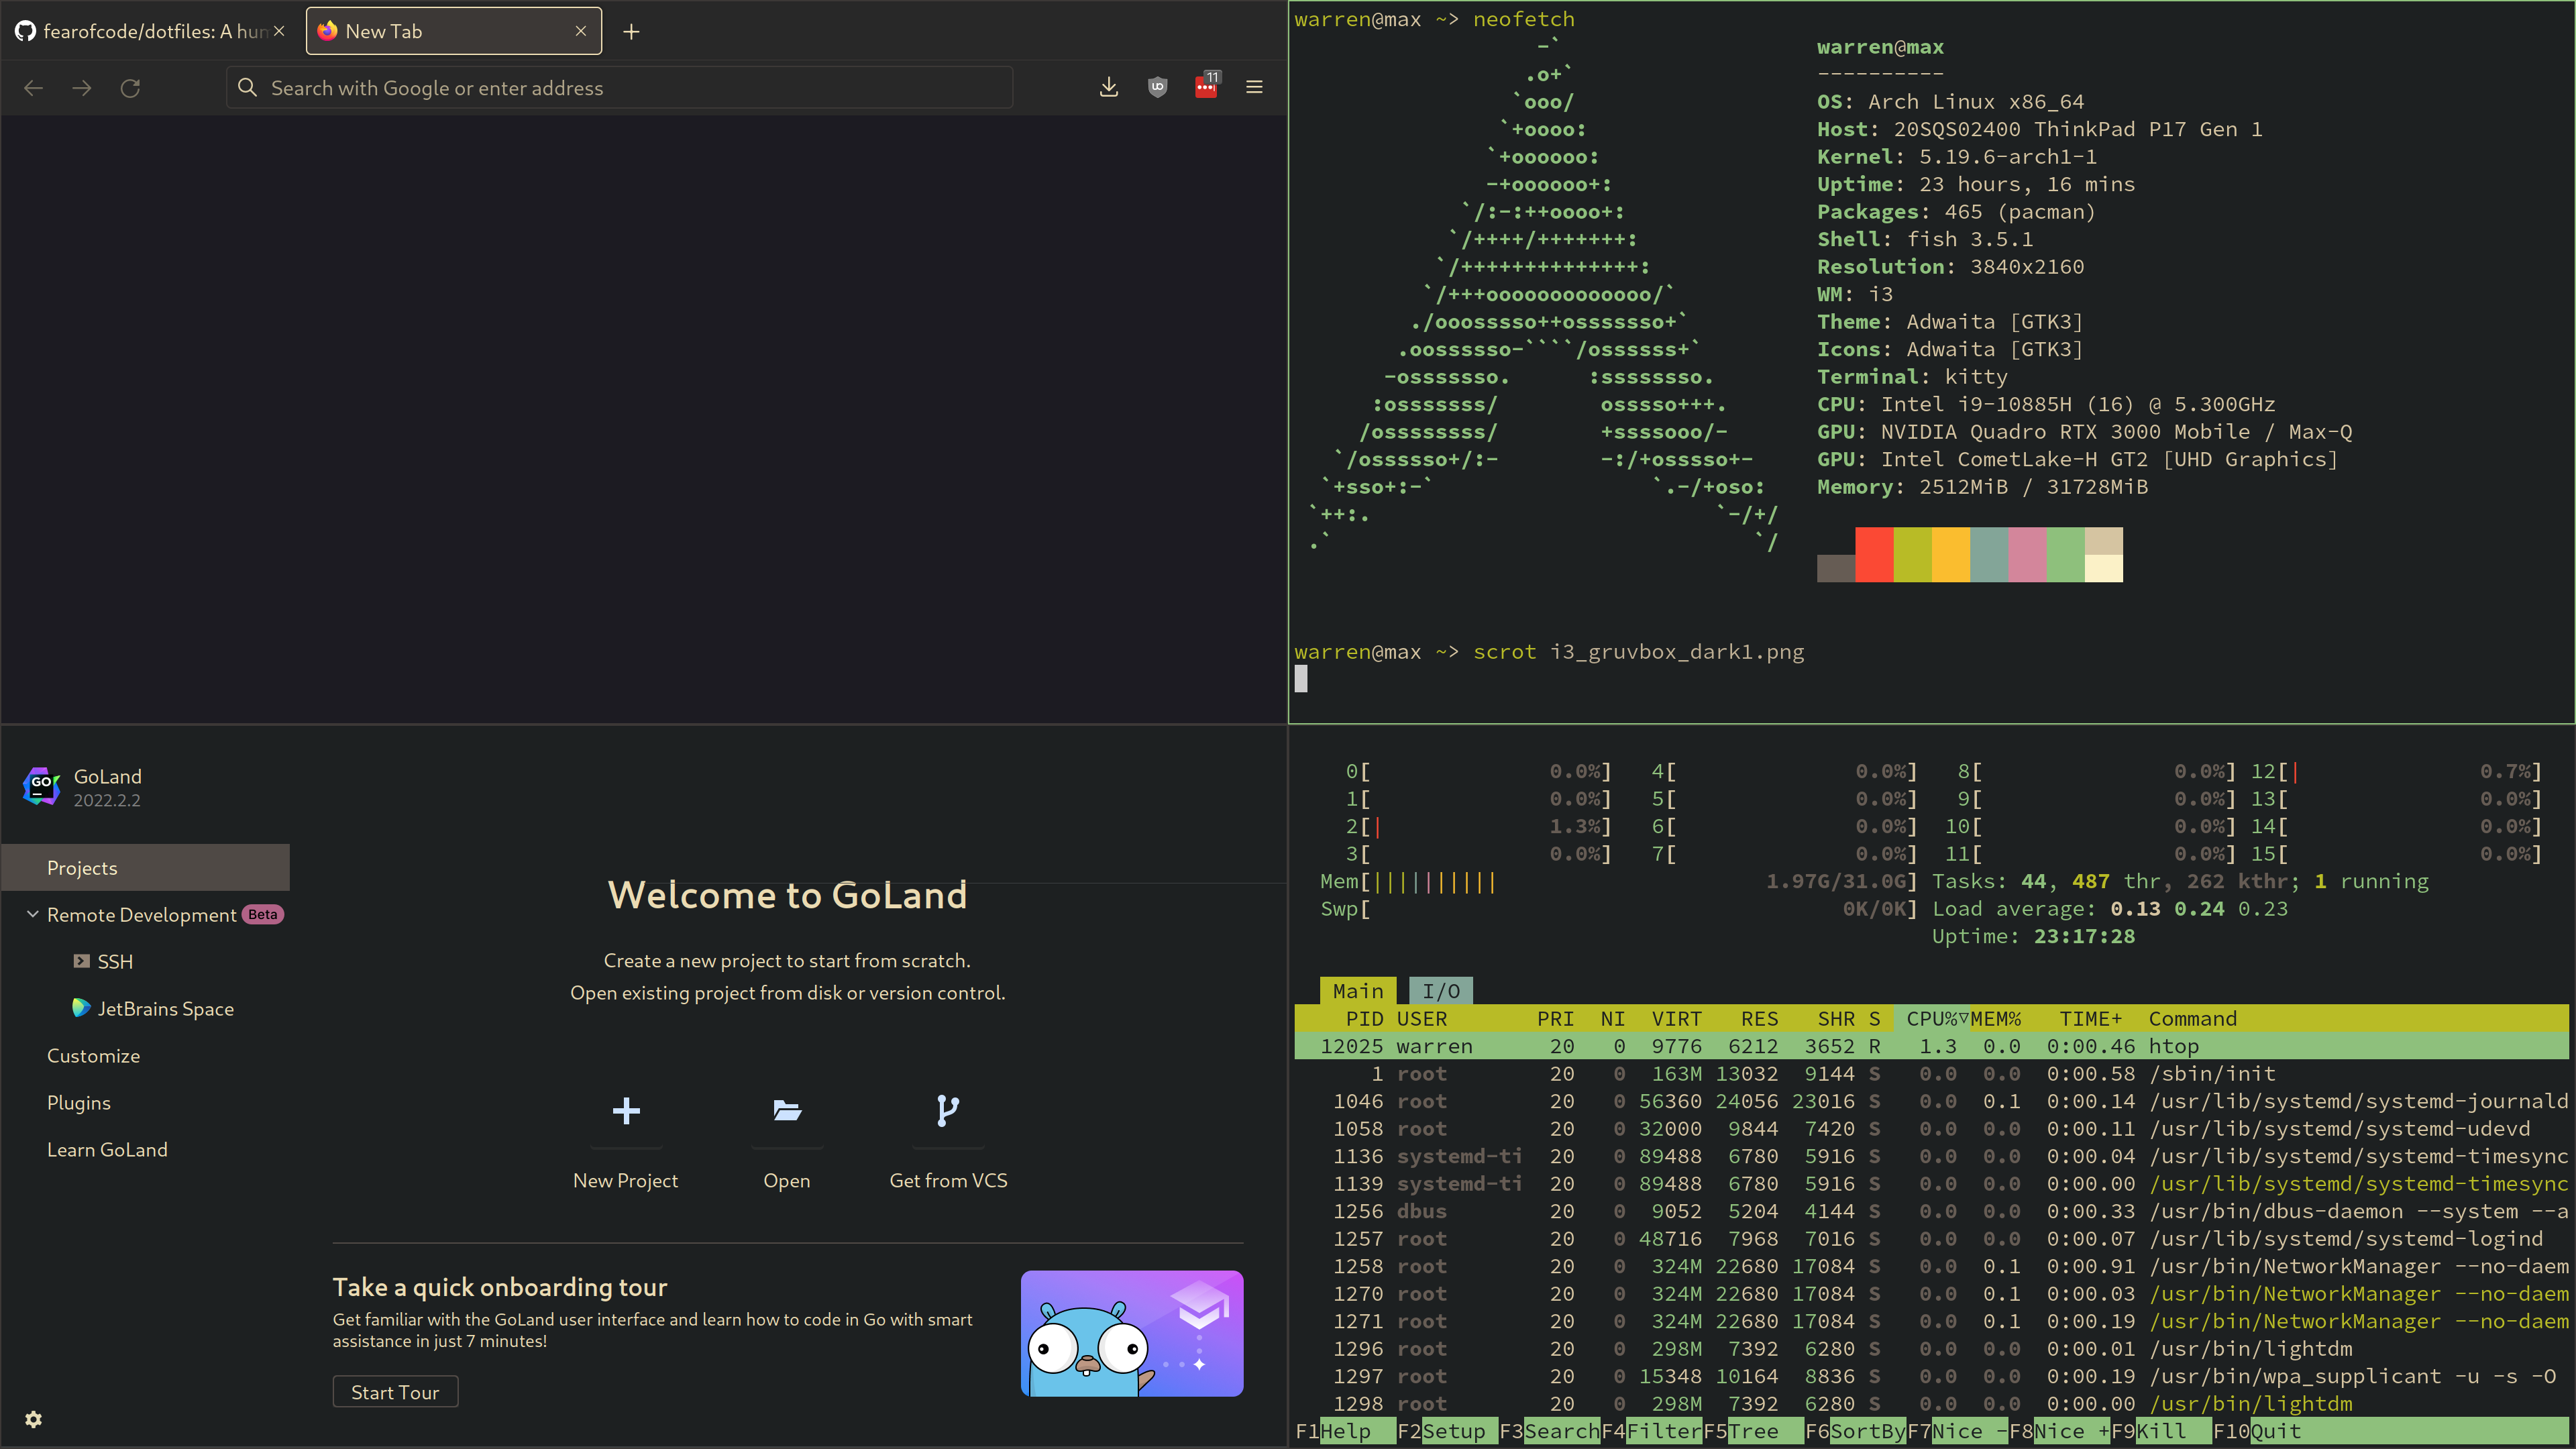 fearofcode/dotfiles: A hum
New Tab
Search with Google or enter address
11
warren@max ~> neofetch
warren@max
----------
OS: Arch Linux x86_64
Host: 20SQS02400 ThinkPad P17 Gen 1
Kernel: 5.19.6-arch1-1
Uptime: 23 hours, 16 mins
Packages: 465 (pacman)
Shell: fish 3.5.1
Resolution: 3840x2160
WM: i3
Theme: Adwaita [GTK3]
Icons: Adwaita [GTK3]
Terminal: kitty
CPU: Intel i9-10885H (16) @ 5.300GHz
GPU: NVIDIA Quadro RTX 3000 Mobile / Max-Q
GPU: Intel CometLake-H GT2 [UHD Graphics]
Memory: 2512MiB / 31728MiB
warren@max ~> scrot i3_gruvbox_dark1.png
GO
GoLand
2022.2.2
Projects
Remote Development Beta
SSH
JetBrains Space
Customize
Plugins
Learn GoLand
Welcome to GoLand
Create a new project to start from scratch.
Open existing project from disk or version control.
New Project
Open
Get from VCS
Take a quick onboarding tour
Get familiar with the GoLand user interface and learn how to code in Go with smart
assistance in just 7 minutes!
Start Tour
0[ 0.0%] 4[ 0.0%] 8[ 0.0%] 12[| 0.7%]
1[ 0.0%] 5[ 0.0%] 9[ 0.0%] 13[ 0.0%]
2[| 1.3%] 6[ 0.0%] 10[ 0.0%] 14[ 0.0%]
3[ 0.0%] 7[ 0.0%] 11[ 0.0%] 15[ 0.0%]
Mem[|||||||||| 1.97G/31.0G] Tasks: 44, 487 thr, 262 kthr; 1 running
Swp[ 0K/0K] Load average: 0.13 0.24 0.23
Uptime: 23:17:28
Main I/O
PID USER PRI NI VIRT RES SHR S CPU%▽MEM% TIME+ Command
12025 warren 20 0 9776 6212 3652 R 1.3 0.0 0:00.46 htop
1 root 20 0 163M 13032 9144 S 0.0 0.0 0:00.58 /sbin/init
1046 root 20 0 56360 24056 23016 S 0.0 0.1 0:00.14 /usr/lib/systemd/systemd-journald
1058 root 20 0 32000 9844 7420 S 0.0 0.0 0:00.11 /usr/lib/systemd/systemd-udevd
1136 systemd-ti 20 0 89488 6780 5916 S 0.0 0.0 0:00.04 /usr/lib/systemd/systemd-timesync
1139 systemd-ti 20 0 89488 6780 5916 S 0.0 0.0 0:00.00 /usr/lib/systemd/systemd-timesync
1256 dbus 20 0 9052 5204 4144 S 0.0 0.0 0:00.33 /usr/bin/dbus-daemon --system --a
1257 root 20 0 48716 7968 7016 S 0.0 0.0 0:00.07 /usr/lib/systemd/systemd-logind
1258 root 20 0 324M 22680 17084 S 0.0 0.1 0:00.91 /usr/bin/NetworkManager --no-daem
1270 root 20 0 324M 22680 17084 S 0.0 0.1 0:00.03 /usr/bin/NetworkManager --no-daem
1271 root 20 0 324M 22680 17084 S 0.0 0.1 0:00.19 /usr/bin/NetworkManager --no-daem
1296 root 20 0 298M 7392 6280 S 0.0 0.0 0:00.01 /usr/bin/lightdm
1297 root 20 0 15348 10164 8836 S 0.0 0.0 0:00.19 /usr/bin/wpa_supplicant -u -s -O
1298 root 20 0 298M 7392 6280 S 0.0 0.0 0:00.00 /usr/bin/lightdm
F1Help F2Setup F3SearchF4FilterF5Tree F6SortByF7Nice -F8Nice +F9Kill F10Quit